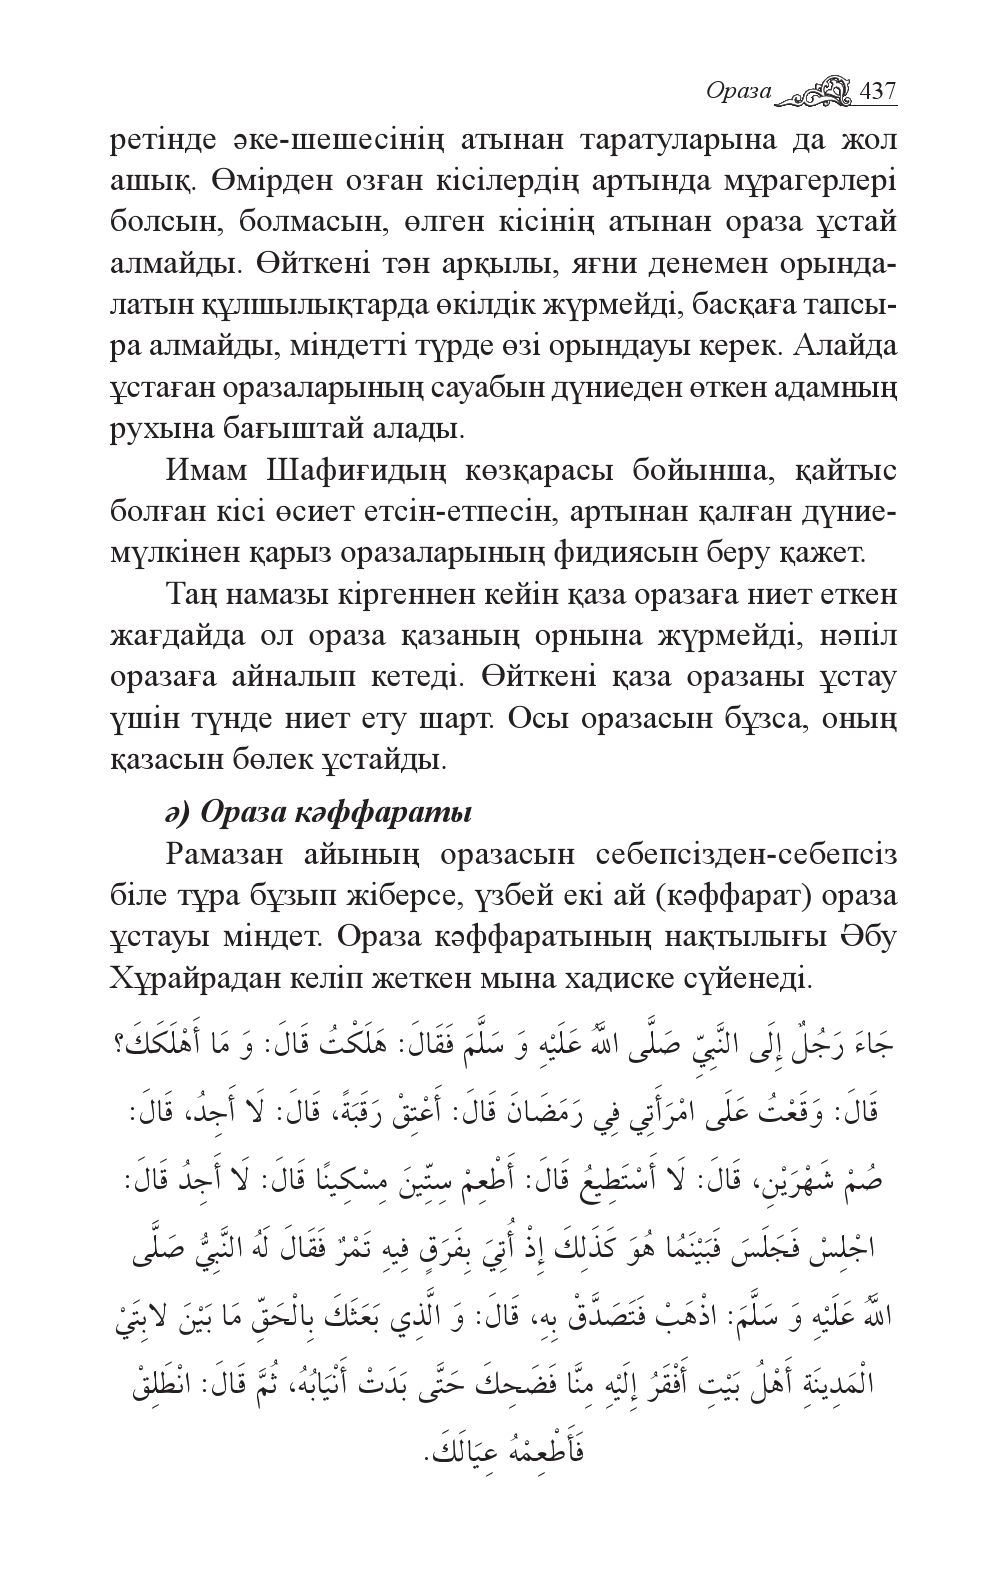 Ораза 437
ретінде әке-шешесінің атынан таратуларына да жол
ашық. Өмірден озған кісілердің артында мұрагерлері
болсын, болмасын, өлген кісінің атынан ораза ұстай
алмайды. Өйткені тән арқылы, яғни денемен орында-
латын құлшылықтарда өкілдік жүрмейді, басқаға тапсы-
ра алмайды, міндетті түрде өзі орындауы керек. Алайда
ұстаған оразаларының сауабын дүниеден өткен адамның
рухына бағыштай алады.
Имам Шафиғидың көзқарасы бойынша, қайтыс
болған кісі өсиет етсін-етпесін, артынан қалған дүние-
мүлкінен қарыз оразаларының фидиясын беру қажет.
Таң намазы кіргеннен кейін қаза оразаға ниет еткен
жағдайда ол ораза қазаның орнына жүрмейді, нәпіл
оразаға айналып кетеді. Өйткені қаза оразаны ұстау
үшін түнде ниет ету шарт. Осы оразасын бұзса, оның
қазасын бөлек ұстайды.
ә) Ораза кәффараты
Рамазан айының оразасын себепсізден-себепсіз
біле тұра бұзып жіберсе, үзбей екі ай (кәффарат) ораза
ұстауы міндет. Ораза кәффаратының нақтылығы Әбу
Хұрайрадан келіп жеткен мына хадиске сүйенеді.
جَاءَ رَجُلٌ إِلَى النَّبِيِّ صَلَّى اللهُ عَلَيْهِ وَ سَلَّمَ فَقَالَ: هَلَكْتُ قَالَ: وَ مَا أَهْلَكَكَ؟
قَالَ: وَقَعْتُ عَلَى امْرَأَتِي فِي رَمَضَانَ قَالَ: أَعْتِقْ رَقَبَةً، قَالَ: لَا أَجِدُ، قَالَ:
صُمْ شَهْرَيْنِ، قَالَ: لَا أَسْتَطِيعُ قَالَ: أَطْعِمْ سِتِّينَ مِسْكِينًا قَالَ: لَا أَجِدُ قَالَ:
اجْلِسْ فَجَلَسَ فَبَيْنَمَا هُوَ كَذَلِكَ إِذْ أُتِيَ بِفَرَقٍ فِيهِ تَمْرٌ فَقَالَ لَهُ النَّبِيُّ صَلَّى
اللهُ عَلَيْهِ وَ سَلَّمَ: اذْهَبْ فَتَصَدَّقْ بِهِ، قَالَ: وَ الَّذِي بَعَثَكَ بِالْحَقِّ مَا بَيْنَ لابِتَيْ
الْمَدِينَةِ أَهْلُ بَيْتِ أَفْقَرُ إِلَيْهِ مِنَّا فَضَحِكَ حَتَّى بَدَتْ أَنْيَابُهُ، ثُمَّ قَالَ: انْطَلِقْ
فَأَطْعِمْهُ عِيَالَكَ.